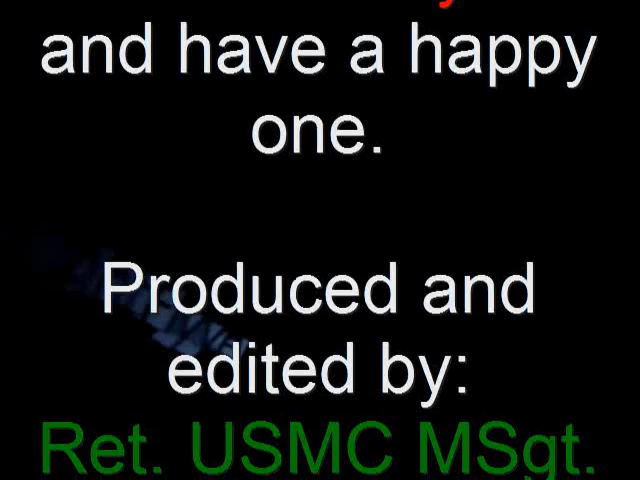 and have a happy
one.
Produced and
edited by:
Ret. USMC MSgt.